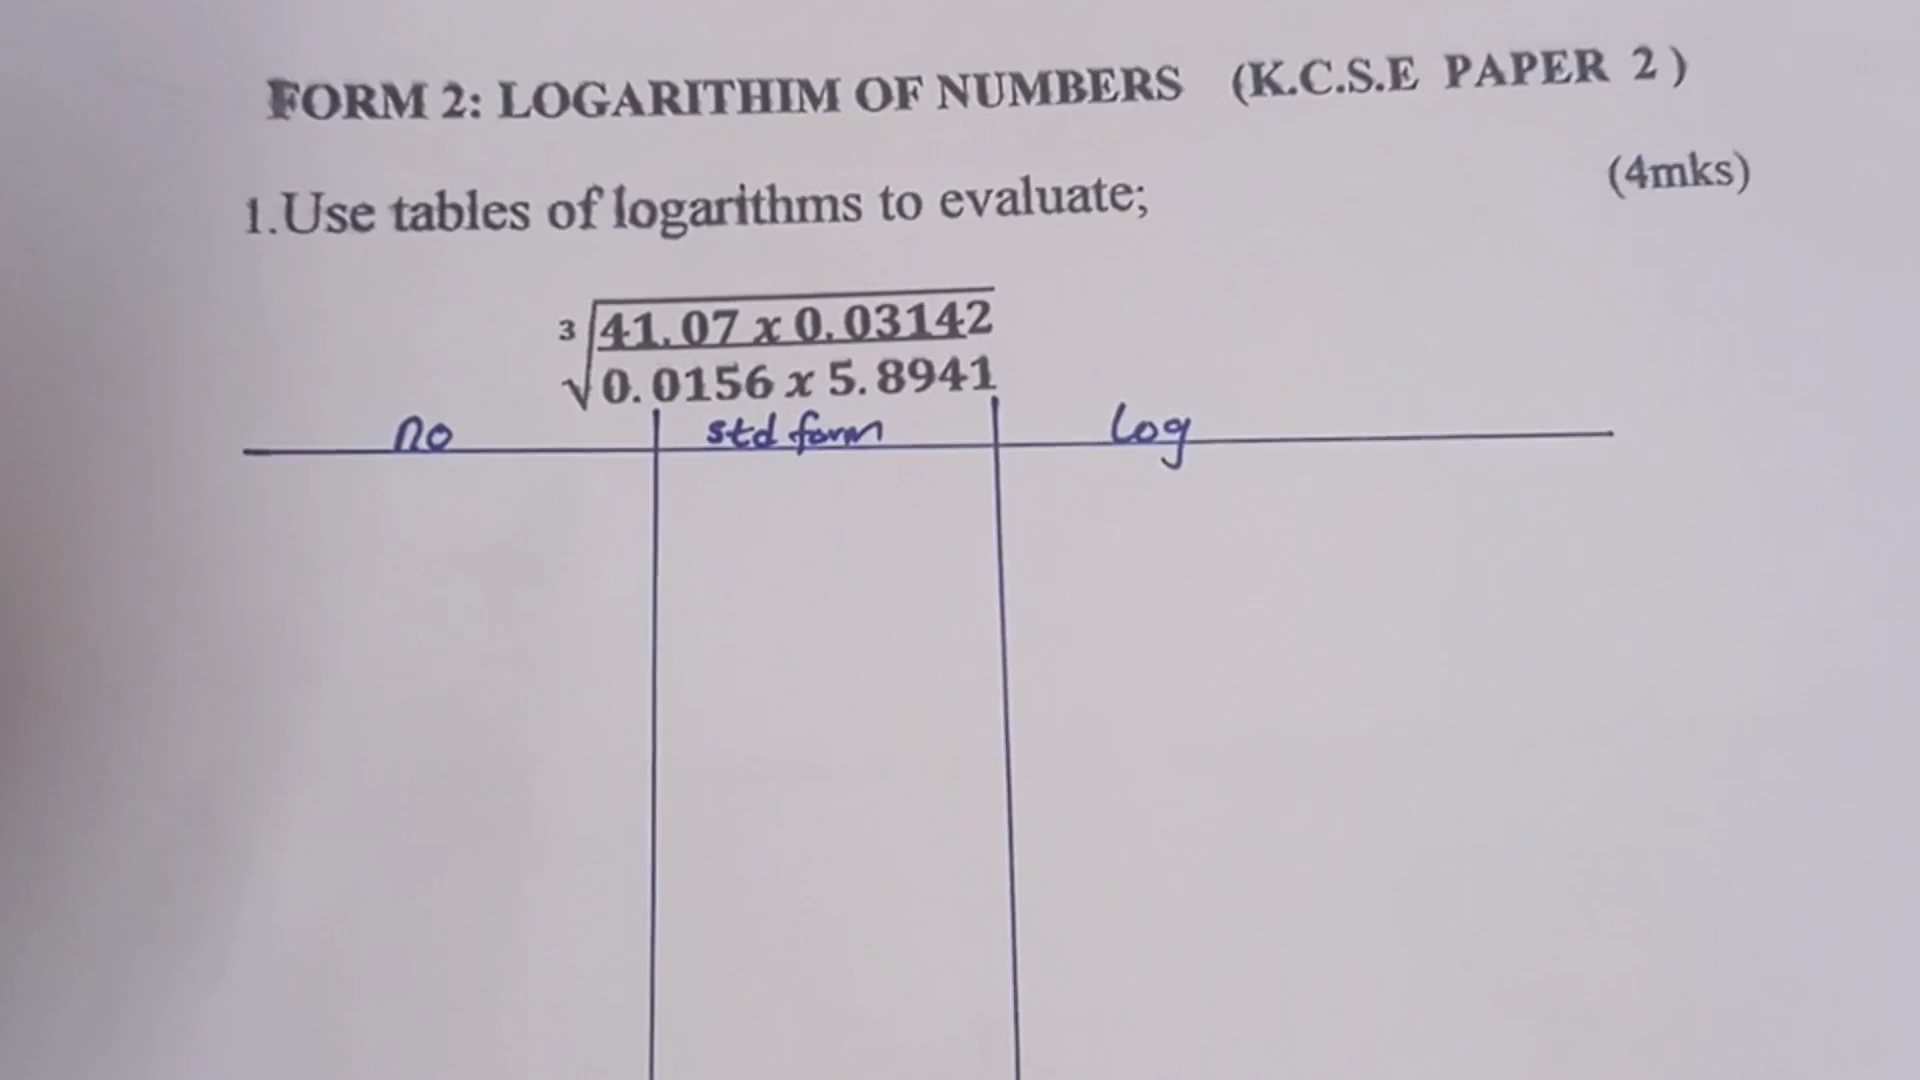 FORM 2: LOGARITHIM OF NUMBERS (K.C.S.E PAPER 2)
(4mks)
1.Use tables of logarithms to evaluate;
3√41.07 x 0.03142
0.0156 x 5.8941
no std form log